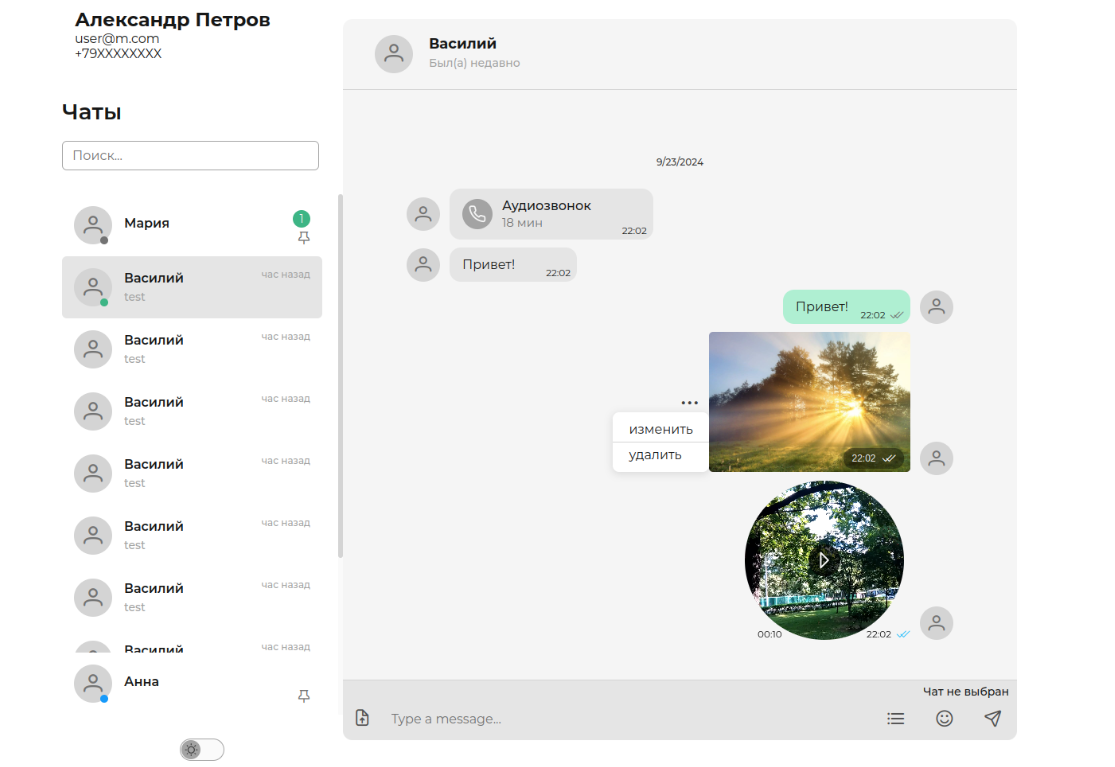 Александр Петров
user@m.com
+79XXXXXXXX
Чаты
Поиск...
Мария
1
Василий
час назад
test
Василий
час назад
test
Василий
час назад
test
Василий
час назад
test
Василий
час назад
test
Василий
час назад
test
Василий
час назад
Анна
Василий
Был(а) недавно
9/23/2024
Аудиозвонок
18 мин
22:02
Привет!
22:02
Привет!
22:02
изменить
удалить
22:02
00:10
22:02
Чат не выбран
Type a message...